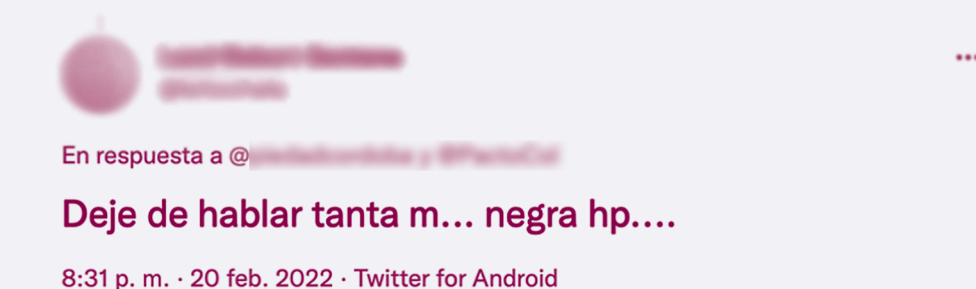 En respuesta a @
Deje de hablar tanta m... negra hp....
8:31 p. m. · 20 feb. 2022 · Twitter for Android